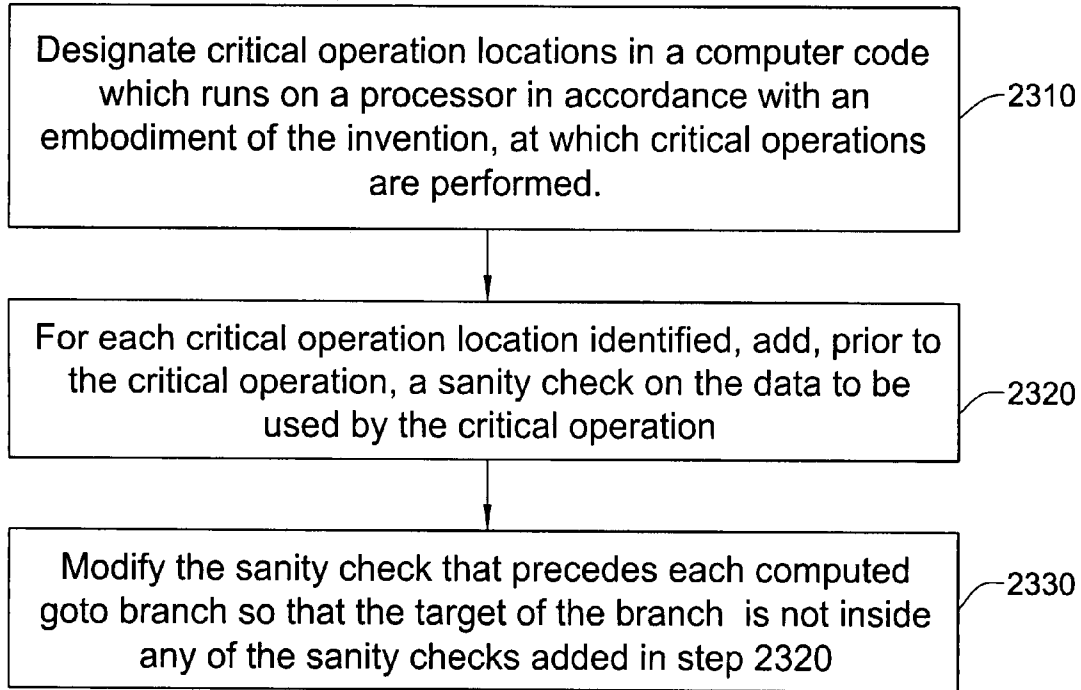 Designate critical operation locations in a computer code
which runs on a processor in accordance with an
embodiment of the invention, at which critical operations
are performed.
2310
For each critical operation location identified, add, prior to
the critical operation, a sanity check on the data to be
used by the critical operation
2320
Modify the sanity check that precedes each computed
goto branch so that the target of the branch is not inside
any of the sanity checks added in step 2320
2330